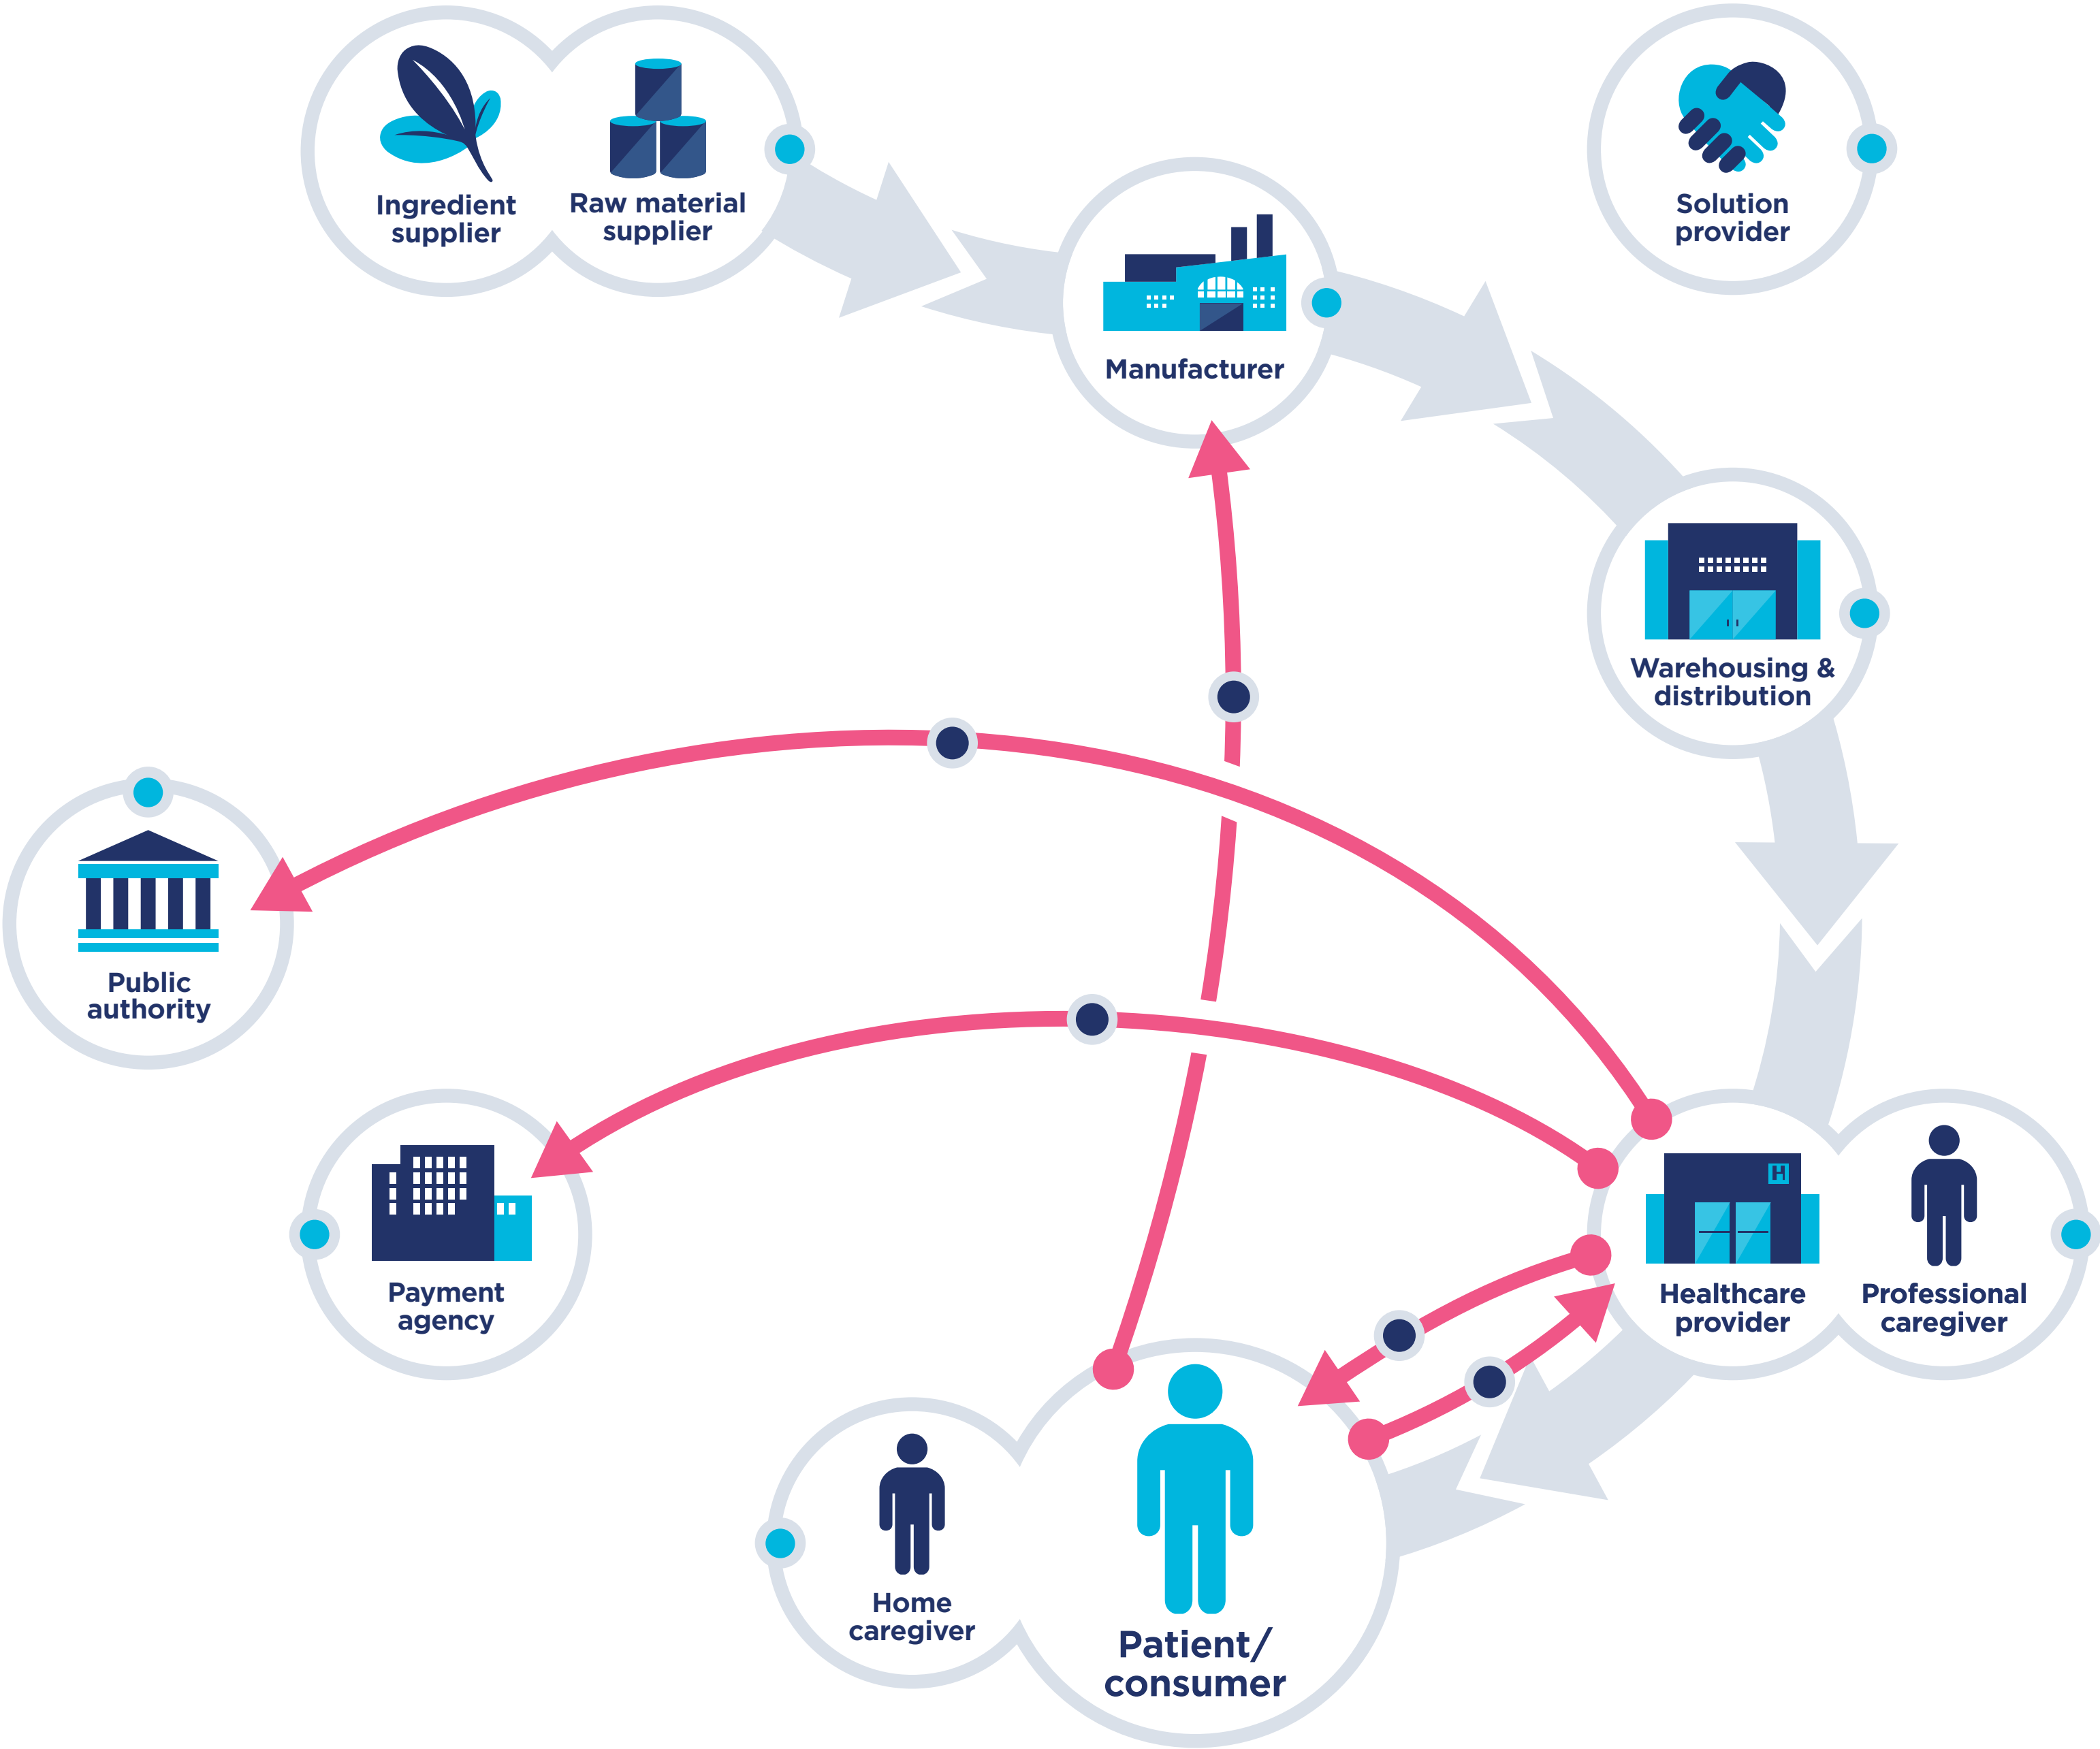 Ingredient
supplier
Raw material
supplier
Solution
provider
Manufacturer
Warehousing &
distribution
Public
authority
Payment
agency
H
Healthcare
provider
Professional
caregiver
Home
caregiver
Patient/
consumer